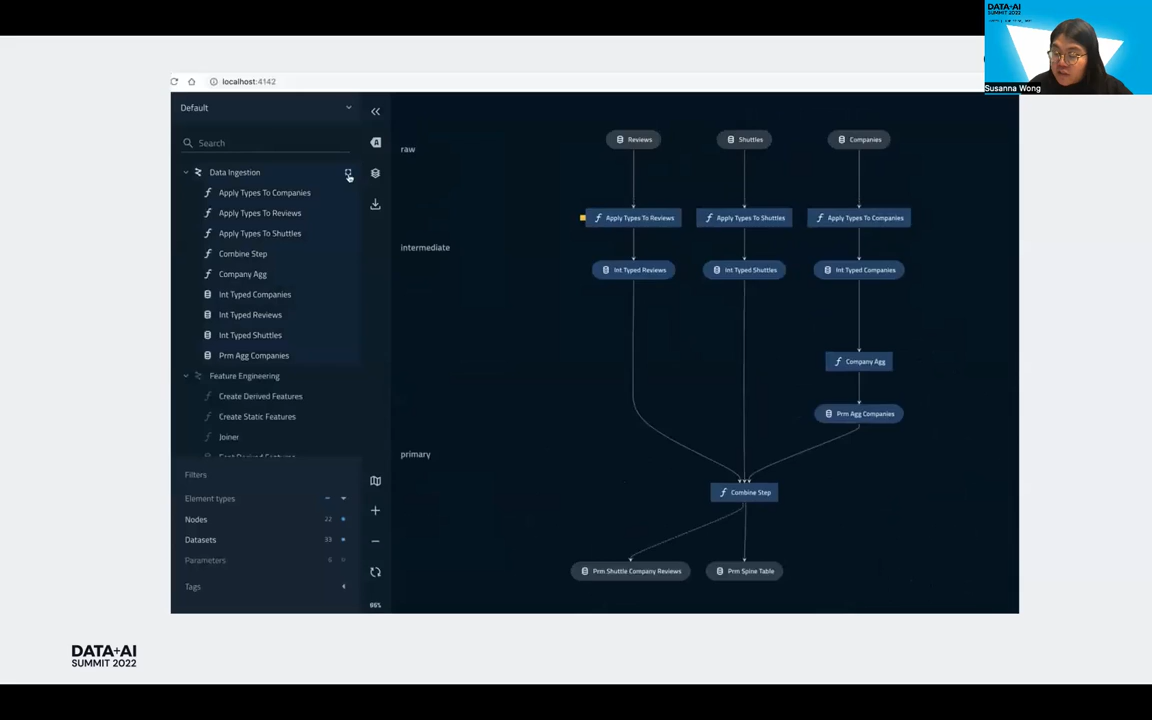 DATA+AI
SUMMIT 2022
Susanna Wong
localhost:4142
Default
Search
Data Ingestion
Apply Types To Companies
Apply Types To Reviews
Apply Types To Shuttles
Combine Step
Company Agg
Int Typed Companies
Int Typed Reviews
Int Typed Shuttles
Prm Agg Companies
Feature Engineering
Create Derived Features
Create Static Features
Joiner
Filters
Element types
Nodes 22
Datasets 33
Parameters 6
Tags
86%
raw
Reviews Shuttles Companies
Apply Types To Reviews Apply Types To Shuttles Apply Types To Companies
intermediate
Int Typed Reviews Int Typed Shuttles Int Typed Companies
Company Agg
Prm Agg Companies
primary
Combine Step
Prm Shuttle Company Reviews Prm Spine Table
DATA+AI
SUMMIT 2022